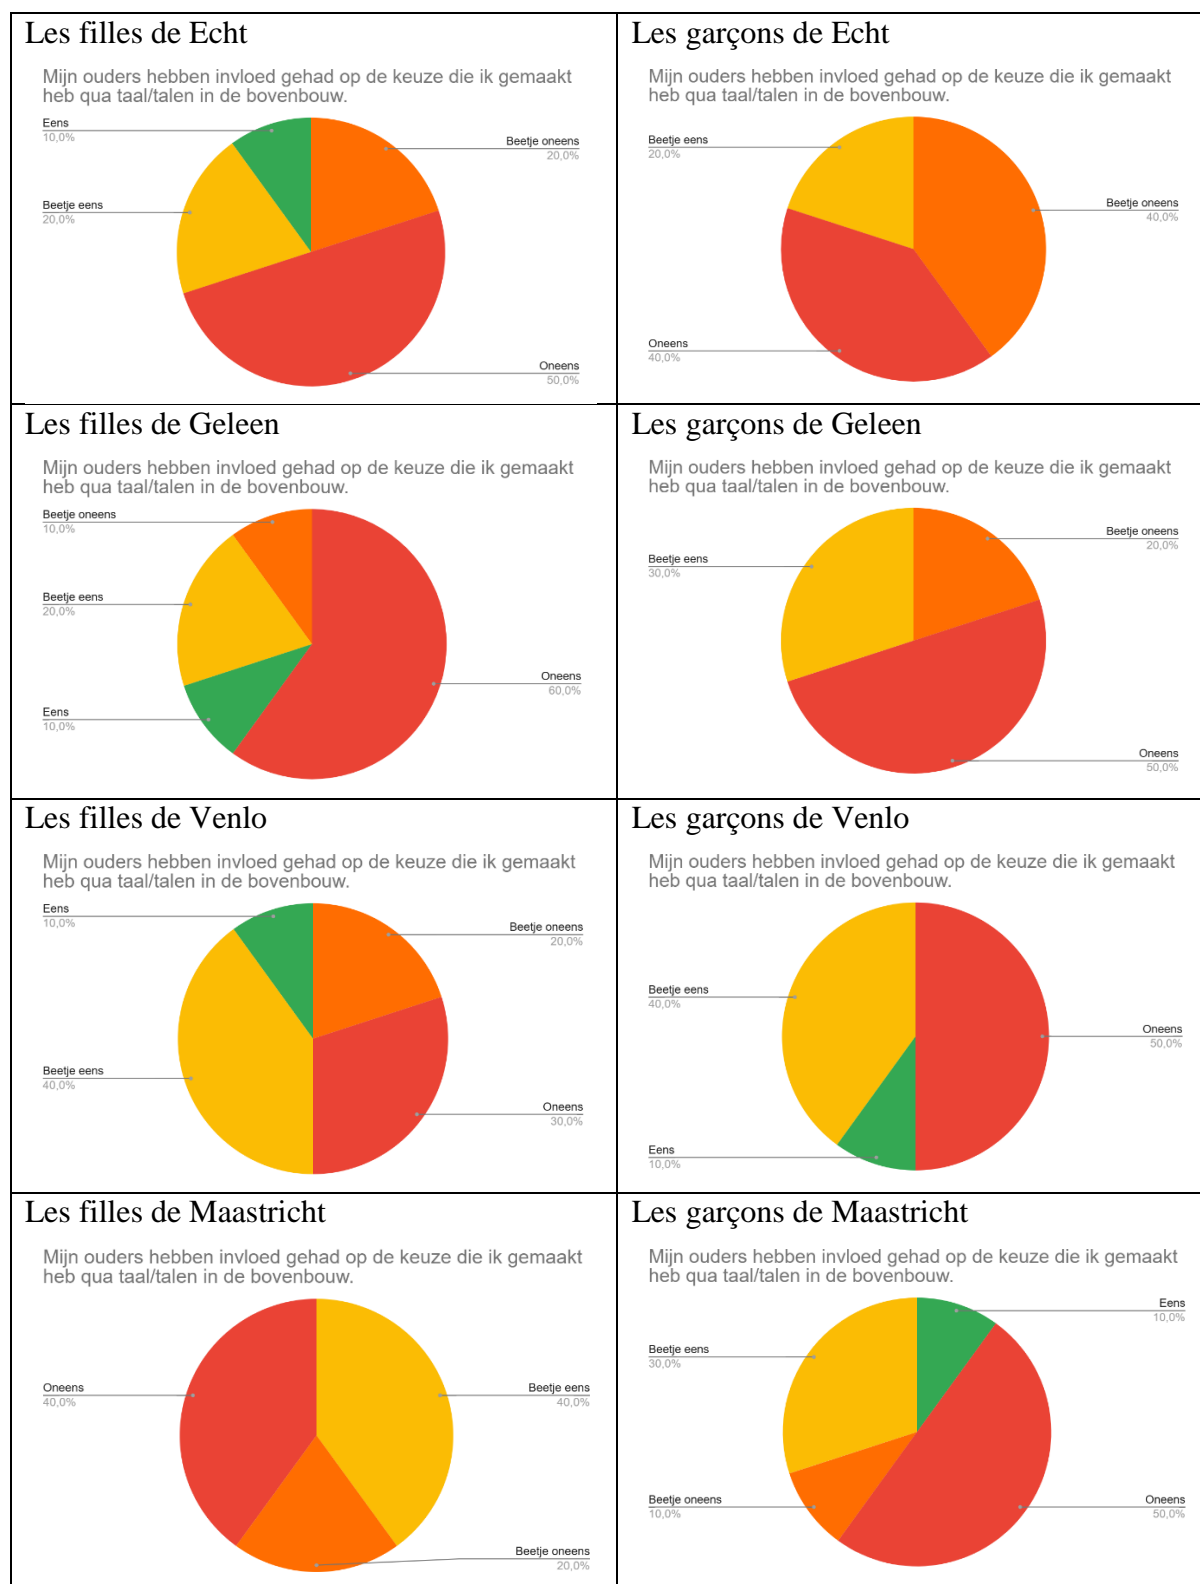 Les filles de Echt
Mijn ouders hebben invloed gehad op de keuze die ik gemaakt
heb qua taal/talen in de bovenbouw.
Eens
10,0%
Beetje oneens
20,0%
Beetje eens
20,0%
Oneens
50,0%
Les garçons de Echt
Mijn ouders hebben invloed gehad op de keuze die ik gemaakt
heb qua taal/talen in de bovenbouw.
Beetje eens
20,0%
Beetje oneens
40,0%
Oneens
40,0%
Les filles de Geleen
Mijn ouders hebben invloed gehad op de keuze die ik gemaakt
heb qua taal/talen in de bovenbouw.
Beetje oneens
10,0%
Beetje eens
20,0%
Oneens
60,0%
Eens
10,0%
Les garçons de Geleen
Mijn ouders hebben invloed gehad op de keuze die ik gemaakt
heb qua taal/talen in de bovenbouw.
Beetje oneens
20,0%
Beetje eens
30,0%
Oneens
50,0%
Les filles de Venlo
Mijn ouders hebben invloed gehad op de keuze die ik gemaakt
heb qua taal/talen in de bovenbouw.
Eens
10,0%
Beetje oneens
20,0%
Beetje eens
40,0%
Oneens
30,0%
Les garçons de Venlo
Mijn ouders hebben invloed gehad op de keuze die ik gemaakt
heb qua taal/talen in de bovenbouw.
Beetje eens
40,0%
Oneens
50,0%
Eens
10,0%
Les filles de Maastricht
Mijn ouders hebben invloed gehad op de keuze die ik gemaakt
heb qua taal/talen in de bovenbouw.
Oneens
40,0%
Beetje eens
40,0%
Beetje oneens
20,0%
Les garçons de Maastricht
Mijn ouders hebben invloed gehad op de keuze die ik gemaakt
heb qua taal/talen in de bovenbouw.
Eens
10,0%
Beetje eens
30,0%
Beetje oneens
10,0%
Oneens
50,0%